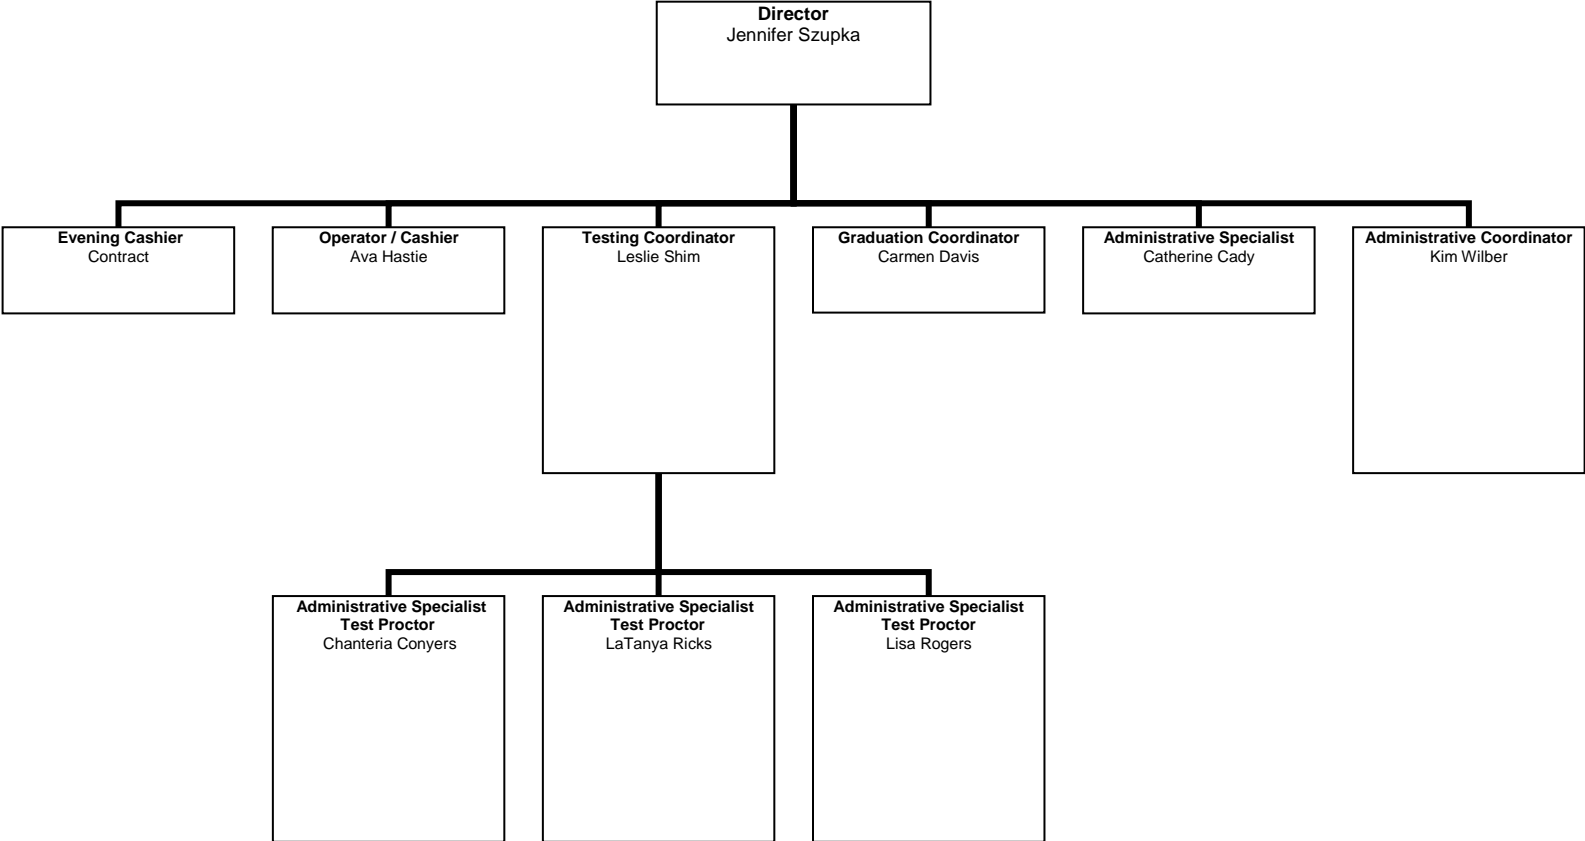 Director
Jennifer Szupka
Evening Cashier
Contract
Operator / Cashier
Ava Hastie
Testing Coordinator
Leslie Shim
Graduation Coordinator
Carmen Davis
Administrative Specialist
Catherine Cady
Administrative Coordinator
Kim Wilber
Administrative Specialist
Test Proctor
Chanteria Conyers
Administrative Specialist
Test Proctor
LaTanya Ricks
Administrative Specialist
Test Proctor
Lisa Rogers